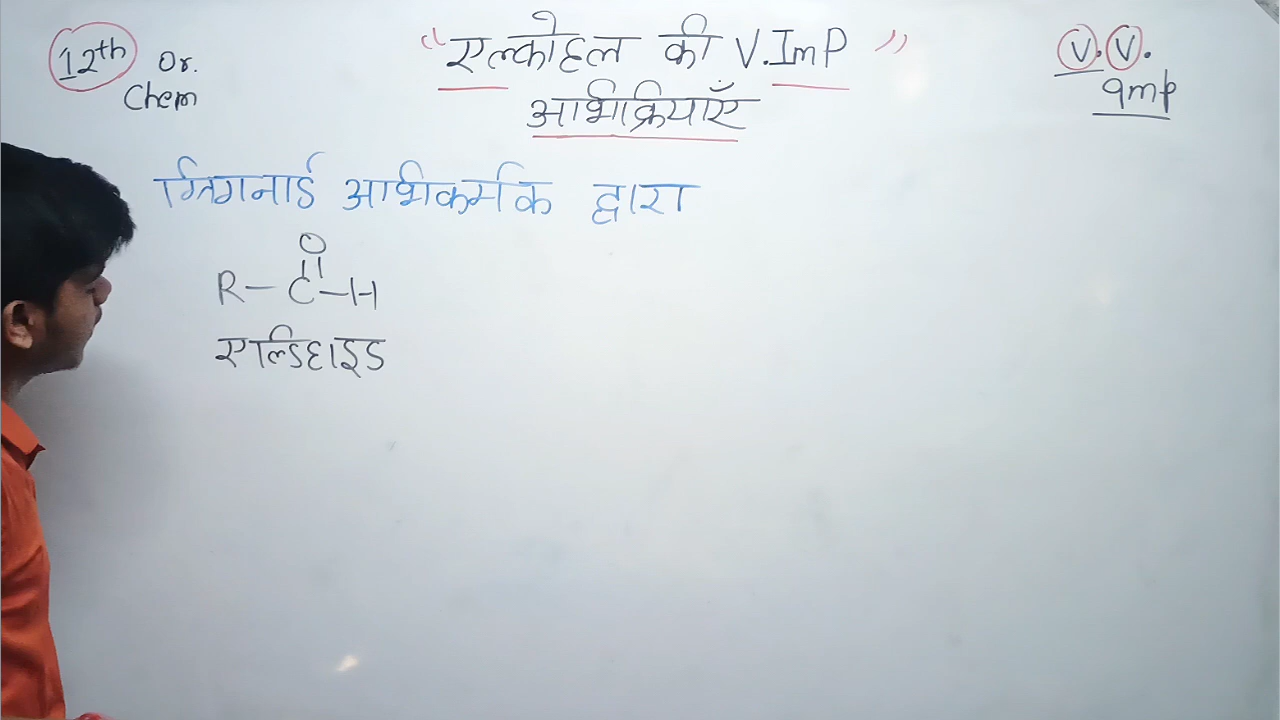 12th Or.
Chem
"एल्कोहल की V.Imp"
अभिक्रियाएँ
V.V.
Imp
ग्रिगनार्ड अभिकर्मक द्वारा
O
||
R—C—H
एल्डिहाइड